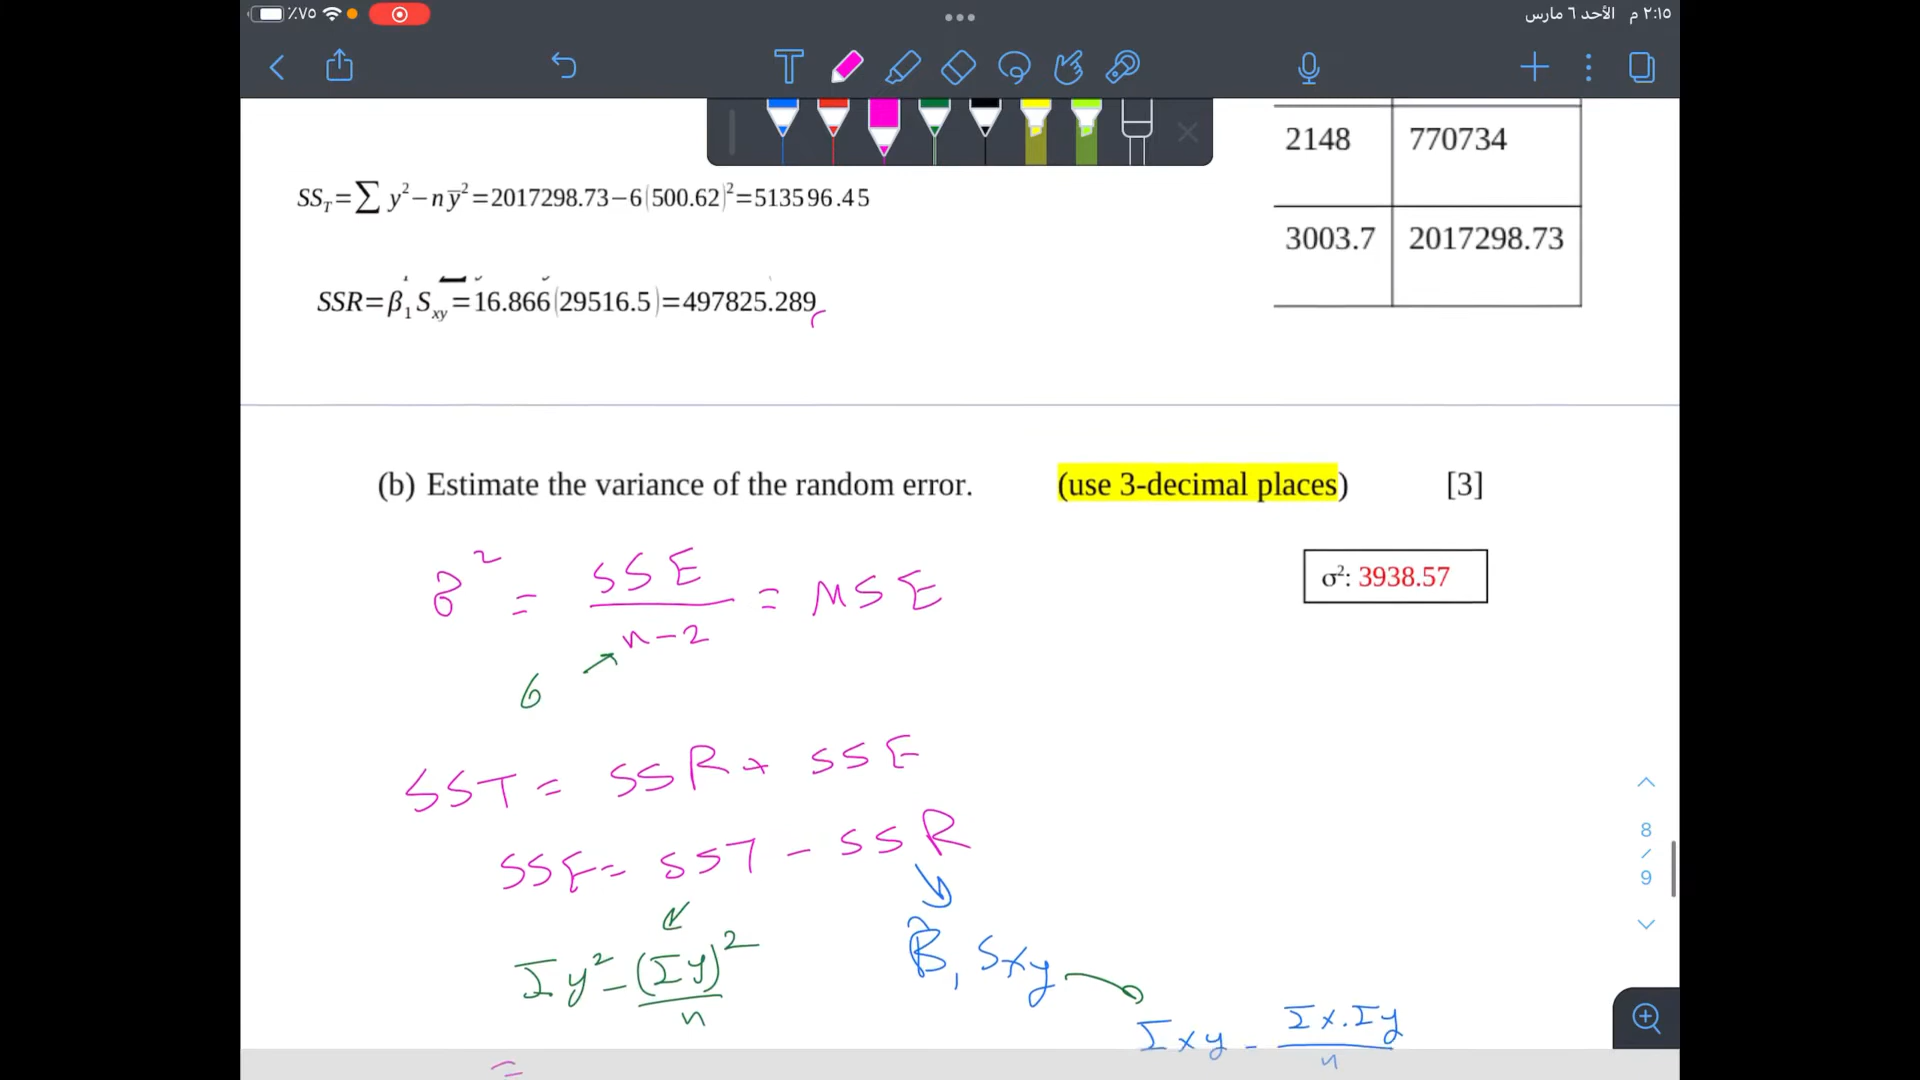 ٪٧٥
٢:١٥ م الأحد ٦ مارس
2148 770734
SS_T=∑ y²−n y̅²=2017298.73−6(500.62)²=513596.45
3003.7 2017298.73
SSR=β₁ S_xy=16.866(29516.5)=497825.289
(b) Estimate the variance of the random error. (use 3-decimal places) [3]
σ²: 3938.57
σ̂² = SSE / n-2 = MSE
6
SST = SSR + SSE
SSE = SST - SSR
Σy² - (Σy)² / n
β̂₁ Sxy
Σxy - Σx.Σy / n
=
8 / 9